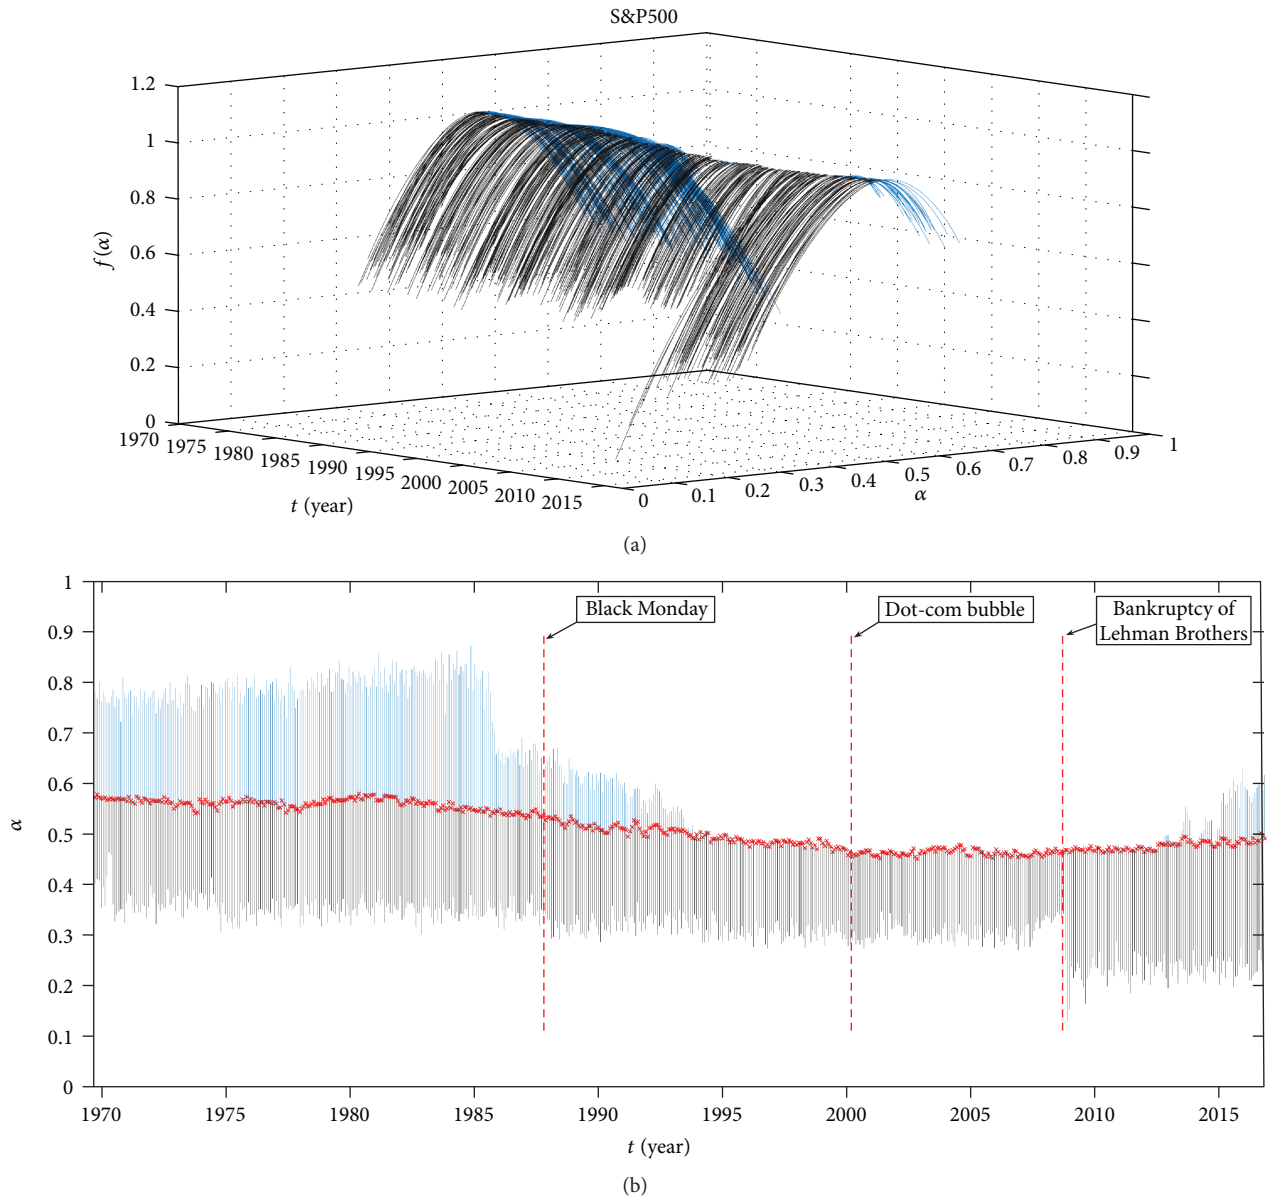 S&P500
1.2
1
0.8
0.6
0.4
0.2
0
f (α)
1970 1975 1980 1985 1990 1995 2000 2005 2010 2015
t (year)
0 0.1 0.2 0.3 0.4 0.5 0.6 0.7 0.8 0.9 1
α
(a)
1
0.9
0.8
0.7
0.6
0.5
0.4
0.3
0.2
0.1
0
α
Black Monday
Dot-com bubble
Bankruptcy of
Lehman Brothers
1970 1975 1980 1985 1990 1995 2000 2005 2010 2015
t (year)
(b)